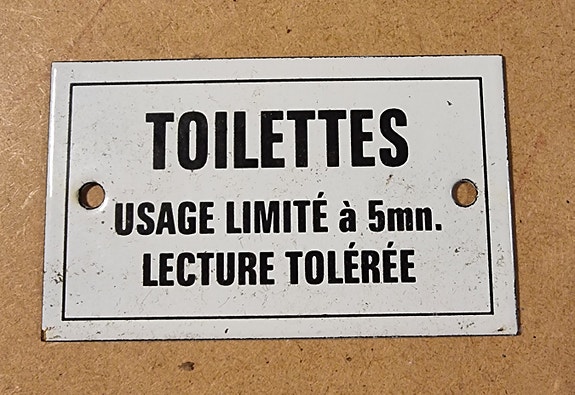 TOILETTES
USAGE LIMITÉ à 5mn.
LECTURE TOLÉRÉE